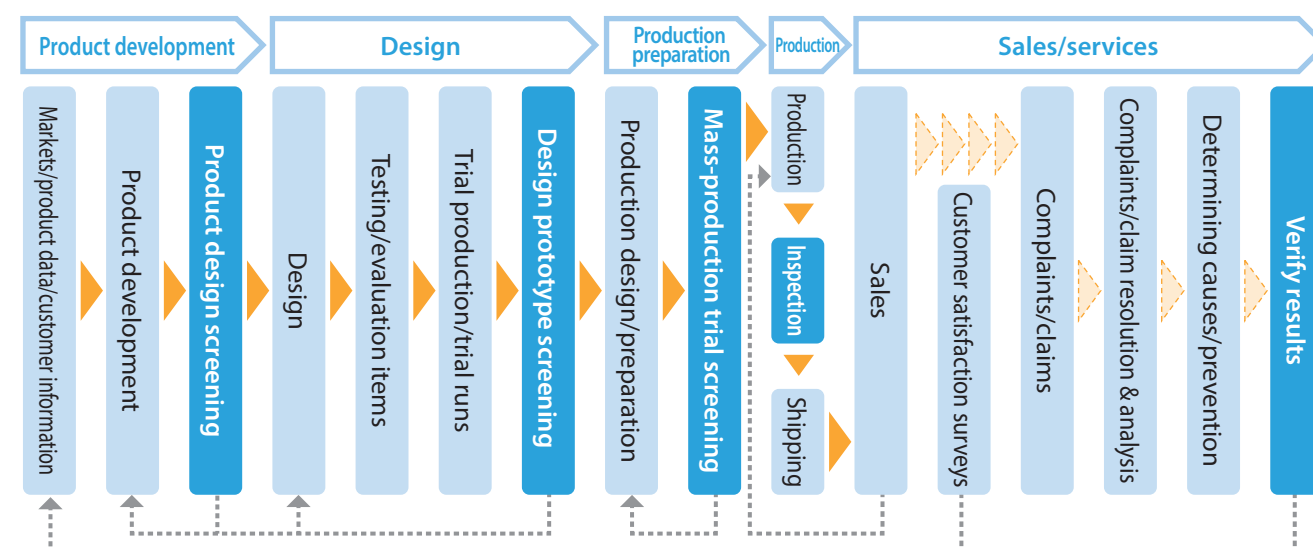 Product development
Design
Production
preparation
Production
Sales/services
Markets/product data/customer information
Product development
Product design screening
Design
Testing/evaluation items
Trial production/trial runs
Design prototype screening
Production design/preparation
Mass-production trial screening
Production
Inspection
Shipping
Sales
Customer satisfaction surveys
Complaints/claims
Complaints/claim resolution & analysis
Determining causes/prevention
Verify results